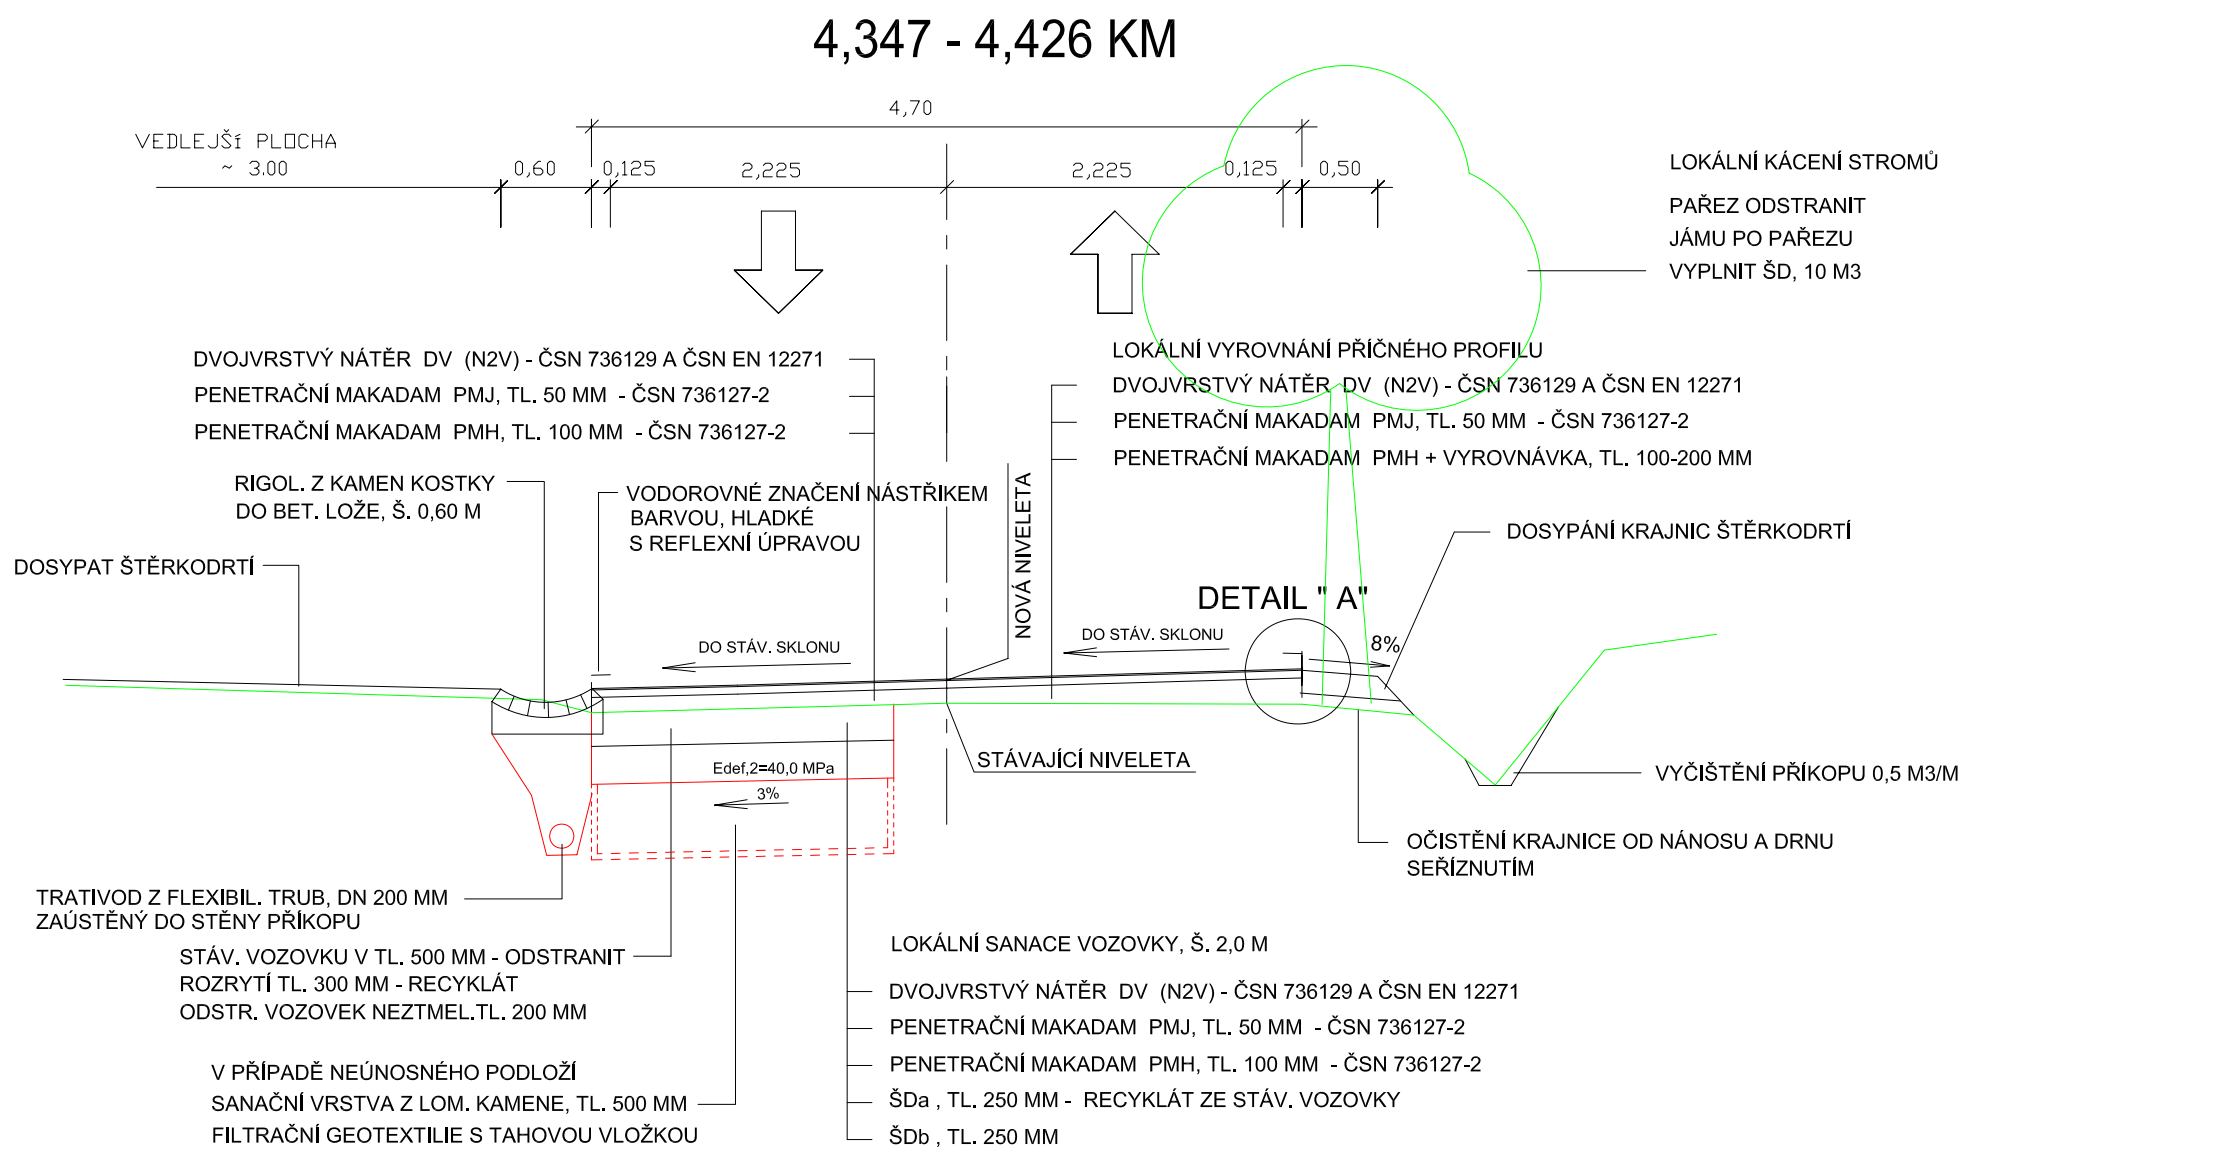 4,347 - 4,426 KM
4,70
VEDLEJŠÍ PLOCHA
~ 3.00
0,60
0,125
2,225
2,225
0,125
0,50
LOKÁLNÍ KÁCENÍ STROMŮ
PAŘEZ ODSTRANIT
JÁMU PO PAŘEZU
VYPLNIT ŠD, 10 M3
DVOJVRSTVÝ NÁTĚR DV (N2V) - ČSN 736129 A ČSN EN 12271
PENETRAČNÍ MAKADAM PMJ, TL. 50 MM - ČSN 736127-2
PENETRAČNÍ MAKADAM PMH, TL. 100 MM - ČSN 736127-2
LOKÁLNÍ VYROVNÁNÍ PŘÍČNÉHO PROFILU
DVOJVRSTVÝ NÁTĚR DV (N2V) - ČSN 736129 A ČSN EN 12271
PENETRAČNÍ MAKADAM PMJ, TL. 50 MM - ČSN 736127-2
PENETRAČNÍ MAKADAM PMH + VYROVNÁVKA, TL. 100-200 MM
RIGOL. Z KAMEN KOSTKY
DO BET. LOŽE, Š. 0,60 M
VODOROVNÉ ZNAČENÍ NÁSTŘIKEM
BARVOU, HLADKÉ
S REFLEXNÍ ÚPRAVOU
NOVÁ NIVELETA
DOSYPÁNÍ KRAJNIC ŠTĚRKODRTÍ
DOSYPAT ŠTĚRKODRTÍ
DETAIL " A"
DO STÁV. SKLONU
DO STÁV. SKLONU
8%
STÁVAJÍCÍ NIVELETA
Edef,2=40,0 MPa
3%
VYČIŠTĚNÍ PŘÍKOPU 0,5 M3/M
OČISTĚNÍ KRAJNICE OD NÁNOSU A DRNU
SEŘÍZNUTÍM
TRATIVOD Z FLEXIBIL. TRUB, DN 200 MM
ZAÚSTĚNÝ DO STĚNY PŘÍKOPU
STÁV. VOZOVKU V TL. 500 MM - ODSTRANIT
ROZRYTÍ TL. 300 MM - RECYKLÁT
ODSTR. VOZOVEK NEZTMEL.TL. 200 MM
V PŘÍPADĚ NEÚNOSNÉHO PODLOŽÍ
SANAČNÍ VRSTVA Z LOM. KAMENE, TL. 500 MM
FILTRAČNÍ GEOTEXTILIE S TAHOVOU VLOŽKOU
LOKÁLNÍ SANACE VOZOVKY, Š. 2,0 M
DVOJVRSTVÝ NÁTĚR DV (N2V) - ČSN 736129 A ČSN EN 12271
PENETRAČNÍ MAKADAM PMJ, TL. 50 MM - ČSN 736127-2
PENETRAČNÍ MAKADAM PMH, TL. 100 MM - ČSN 736127-2
ŠDa , TL. 250 MM - RECYKLÁT ZE STÁV. VOZOVKY
ŠDb , TL. 250 MM